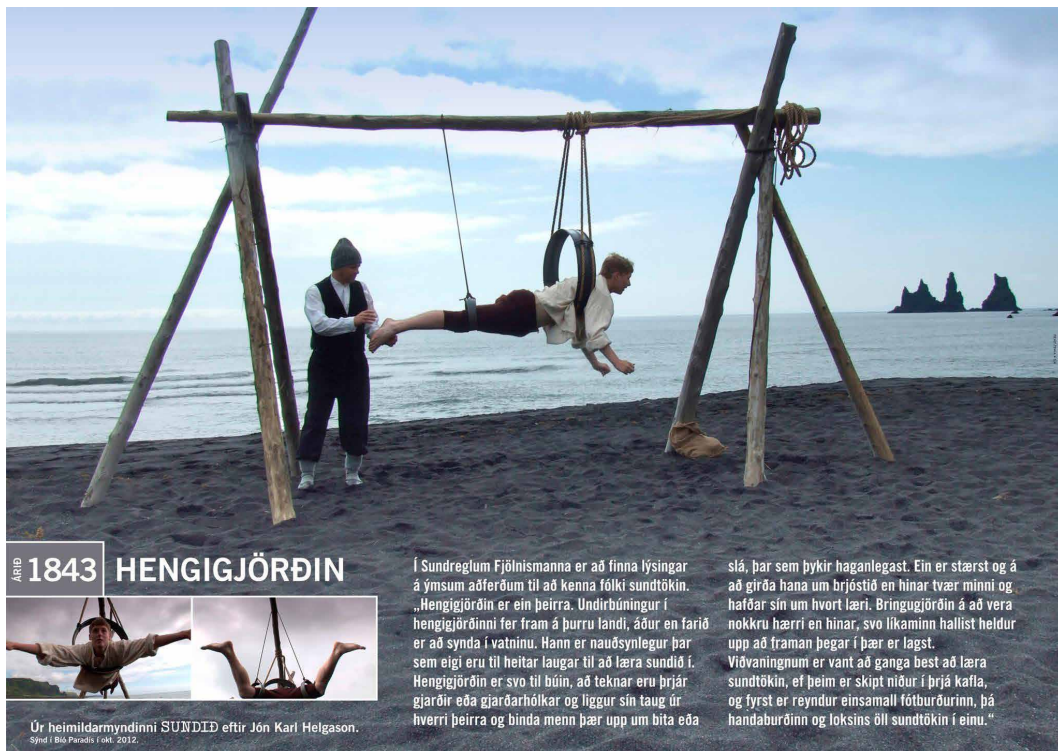 ÁRIÐ 1843 HENGIGJÖRÐIN
Úr heimildarmyndinni SUNDIÐ eftir Jón Karl Helgason.
Sýnd í Bíó Paradís í okt. 2012.
Í Sundreglum Fjölnismanna er að finna lýsingar
á ýmsum aðferðum til að kenna fólki sundtökin.
„Hengigjörðin er ein þeirra. Undirbúningur í
hengigjörðinni fer fram á þurru landi, áður en farið
er að synda í vatninu. Hann er nauðsynlegur þar
sem eigi eru til heitar laugar til að læra sundið í.
Hengigjörðin er svo til búin, að teknar eru þrjár
gjarðir eða gjarðarhólkar og liggur sín taug úr
hverri þeirra og binda menn þær upp um bita eða
slá, þar sem þykir haganlegast. Ein er stærst og á
að girða hana um brjóstið en hinar tvær minni og
hafðar sín um hvort læri. Bringugjörðin á að vera
nokkru hærri en hinar, svo líkaminn hallist heldur
upp að framan þegar í þær er lagst.
Viðvaningnum er vant að ganga best að læra
sundtökin, ef þeim er skipt niður í þrjá kafla,
og fyrst er reyndur einsamall fótburðurinn, þá
handaburðinn og loksins öll sundtökin í einu.“